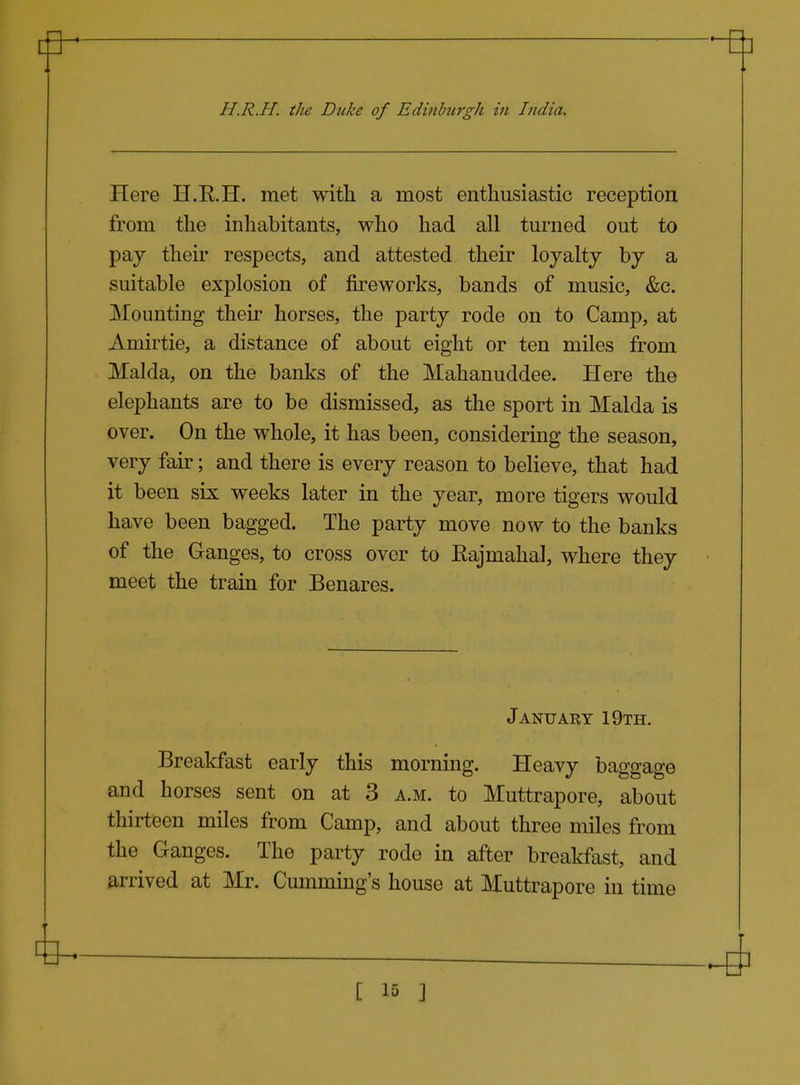 H.R.H. the Duke of Edinburgh in India.
Here H.R.H. met with a most enthusiastic reception
from the inhabitants, who had all turned out to
pay their respects, and attested their loyalty by a
suitable explosion of fireworks, bands of music, &c.
Mounting their horses, the party rode on to Camp, at
Amirtie, a distance of about eight or ten miles from
Malda, on the banks of the Mahanuddee. Here the
elephants are to be dismissed, as the sport in Malda is
over. On the whole, it has been, considering the season,
very fair; and there is every reason to believe, that had
it been six weeks later in the year, more tigers would
have been bagged. The party move now to the banks
of the Ganges, to cross over to Rajmahal, where they
meet the train for Benares.
January 19th.
Breakfast early this morning. Heavy baggage
and horses sent on at 3 A.M. to Muttrapore, about
thirteen miles from Camp, and about three miles from
the Ganges. The party rode in after breakfast, and
arrived at Mr. Cumming's house at Muttrapore in time
[ 15 ]